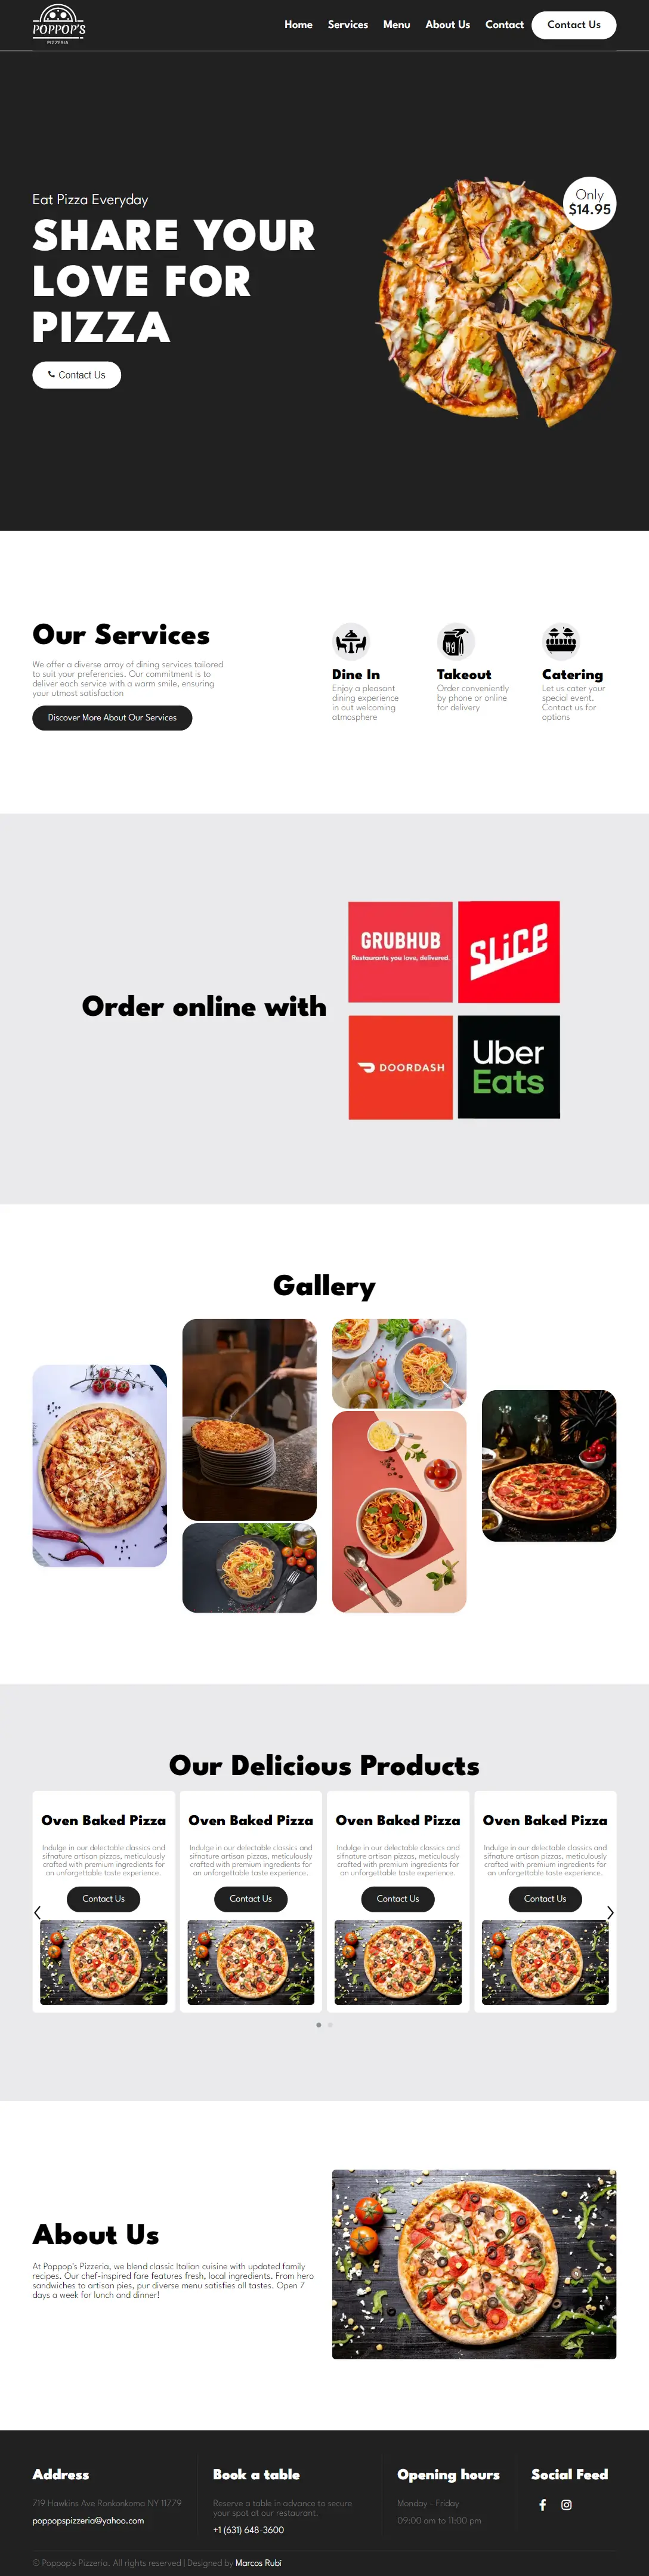 POPPOP'S
PIZZERIA
Home Services Menu About Us Contact Contact Us
Eat Pizza Everyday
SHARE YOUR
LOVE FOR
PIZZA
Contact Us
Only
$14.95
Our Services
We offer a diverse array of dining services tailored
to suit your preferencies. Our commitment is to
deliver each service with a warm smile, ensuring
your utmost satisfaction
Discover More About Our Services
Dine In
Enjoy a pleasant
dining experience
in out welcoming
atmosphere
Takeout
Order conveniently
by phone or online
for delivery
Catering
Let us cater your
special event.
Contact us for
options
Order online with
GRUBHUB
Restaurants you love, delivered.
SLiCE
DOORDASH
Uber
Eats
Gallery
Our Delicious Products
Oven Baked Pizza
Indulge in our delectable classics and
sifnature artisan pizzas, meticulously
crafted with premium ingredients for
an unforgettable taste experience.
Contact Us
Oven Baked Pizza
Indulge in our delectable classics and
sifnature artisan pizzas, meticulously
crafted with premium ingredients for
an unforgettable taste experience.
Contact Us
Oven Baked Pizza
Indulge in our delectable classics and
sifnature artisan pizzas, meticulously
crafted with premium ingredients for
an unforgettable taste experience.
Contact Us
Oven Baked Pizza
Indulge in our delectable classics and
sifnature artisan pizzas, meticulously
crafted with premium ingredients for
an unforgettable taste experience.
Contact Us
About Us
At Poppop's Pizzeria, we blend classic Italian cuisine with updated family
recipes. Our chef-inspired fare features fresh, local ingredients. From hero
sandwiches to artisan pies, pur diverse menu satisfies all tastes. Open 7
days a week for lunch and dinner!
Address
719 Hawkins Ave Ronkonkoma NY 11779
poppopspizzeria@yahoo.com
Book a table
Reserve a table in advance to secure
your spot at our restaurant.
+1 (631) 648-3600
Opening hours
Monday - Friday
09:00 am to 11:00 pm
Social Feed
© Poppop's Pizzeria. All rights reserved | Designed by Marcos Rubí